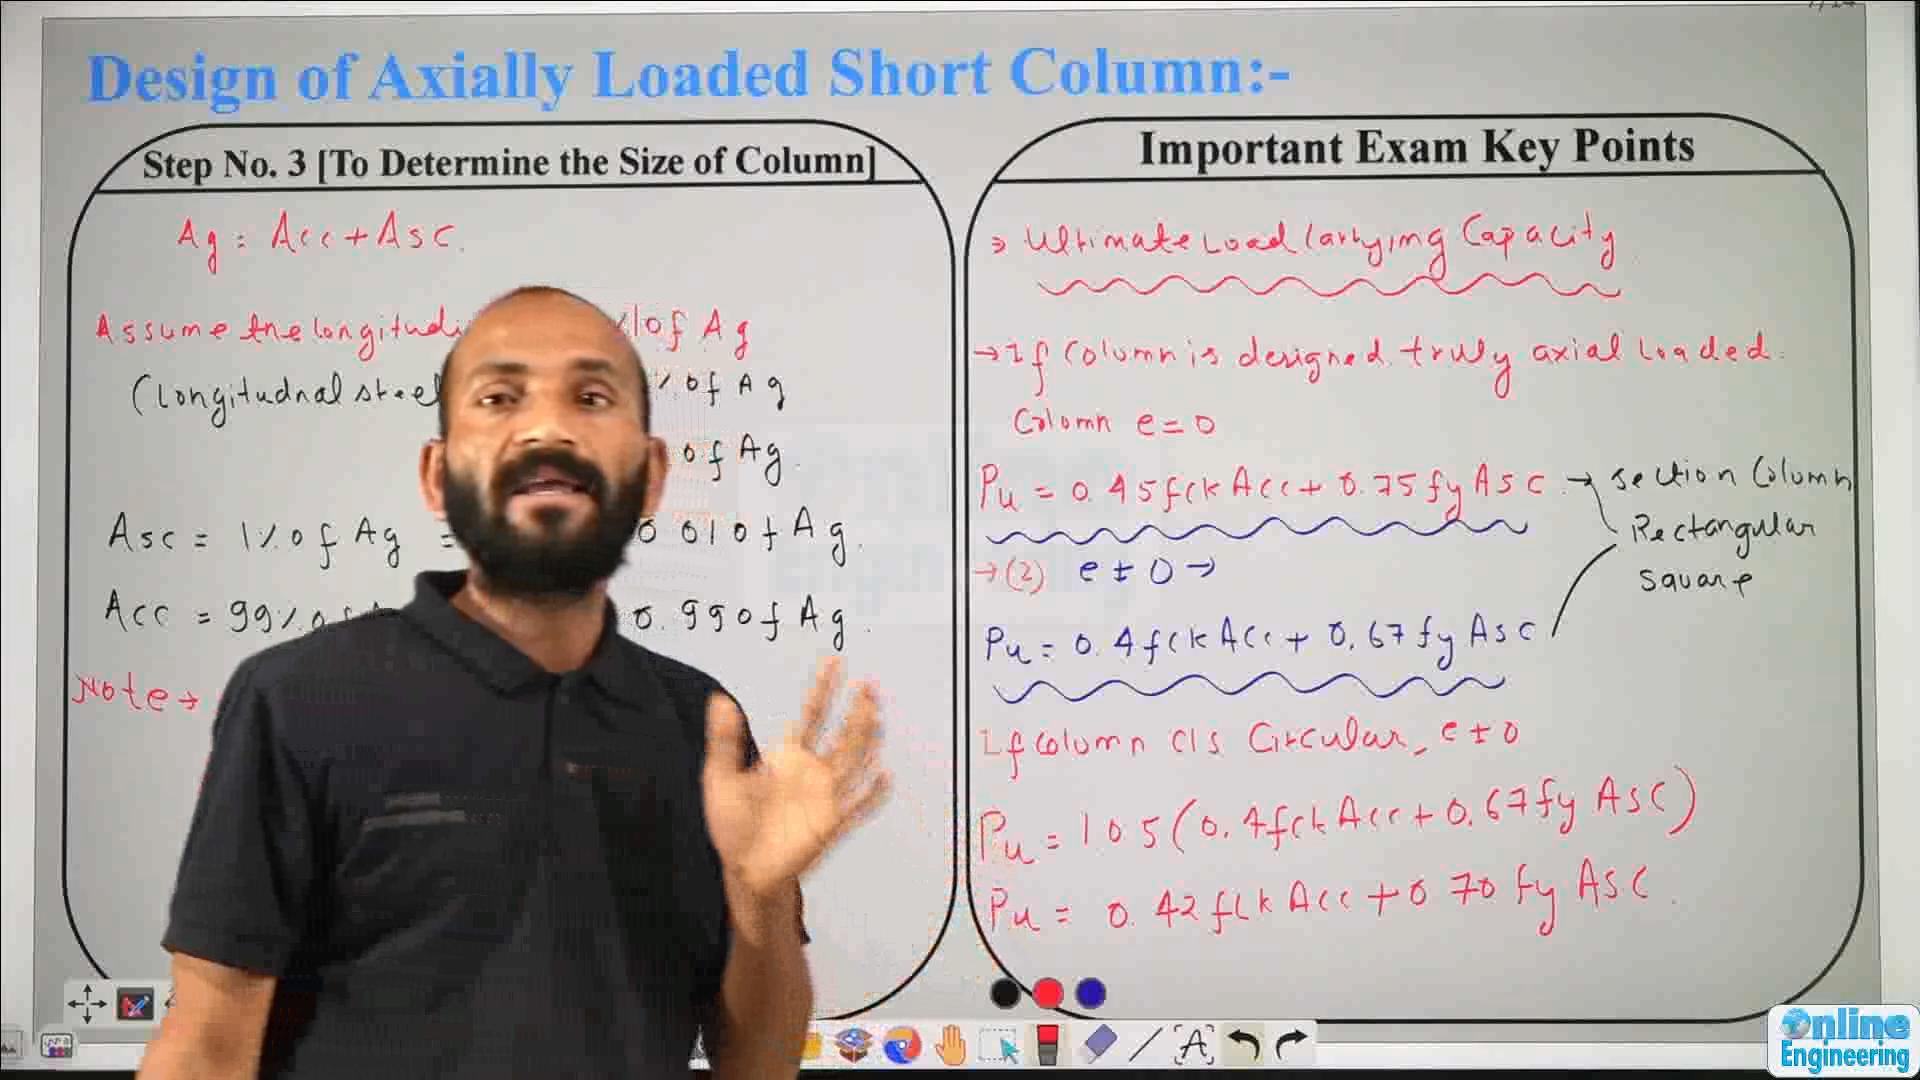 Design of Axially Loaded Short Column:-
Step No. 3 [To Determine the Size of Column]
Ag = Acc + Asc.
Assume the longitudi
% of Ag
(longitudnal steel
% of Ag
of Ag.
Asc = 1% of Ag =
0.01 of Ag.
Acc = 99% of
0.99 of Ag.
Note →
Important Exam Key Points
Ultimate Load Carrying Capacity
→ If Column is designed truly axial loaded.
Column e = 0
Pu = 0.45 fck Acc + 0.75 fy Asc → section Column
Rectangular
square
→ (2) e ≠ 0 →
Pu = 0.4 fck Acc + 0.67 fy Asc
If Column c/s Circular, e ≠ 0
Pu = 1.05 (0.4 fck Acc + 0.67 fy Asc)
Pu = 0.42 fck Acc + 0.70 fy Asc.
Online
Engineering